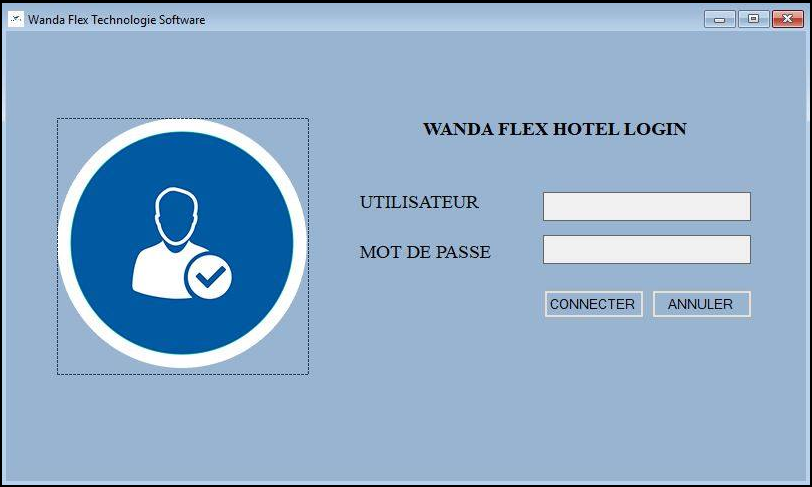 Wanda Flex Technologie Software
WANDA FLEX HOTEL LOGIN
UTILISATEUR
MOT DE PASSE
CONNECTER ANNULER